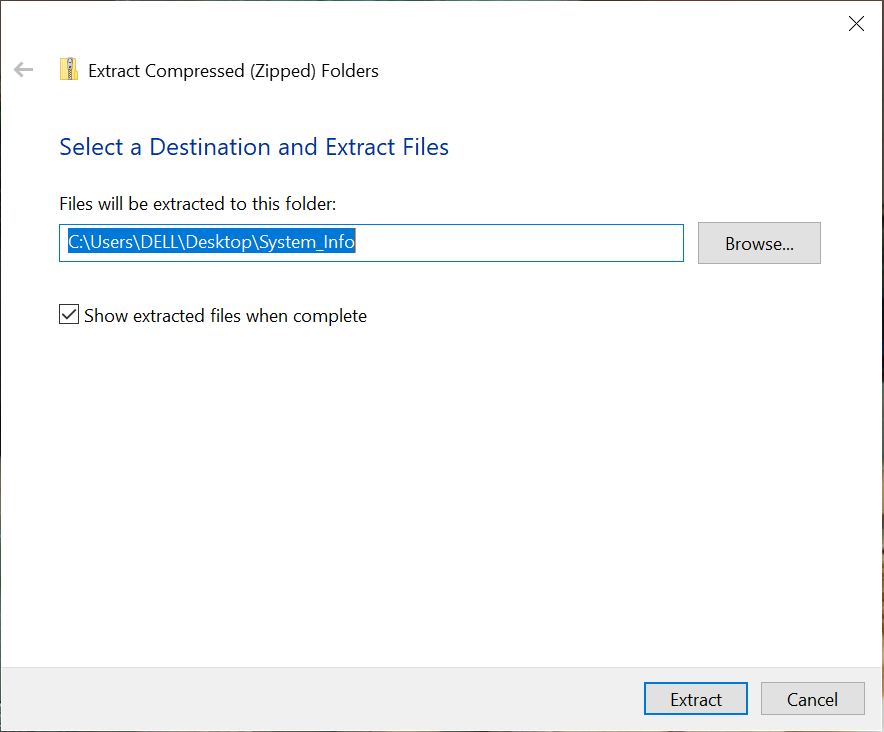 Extract Compressed (Zipped) Folders
Select a Destination and Extract Files
Files will be extracted to this folder:
C:\Users\DELL\Desktop\System_Info
Browse...
Show extracted files when complete
Extract
Cancel